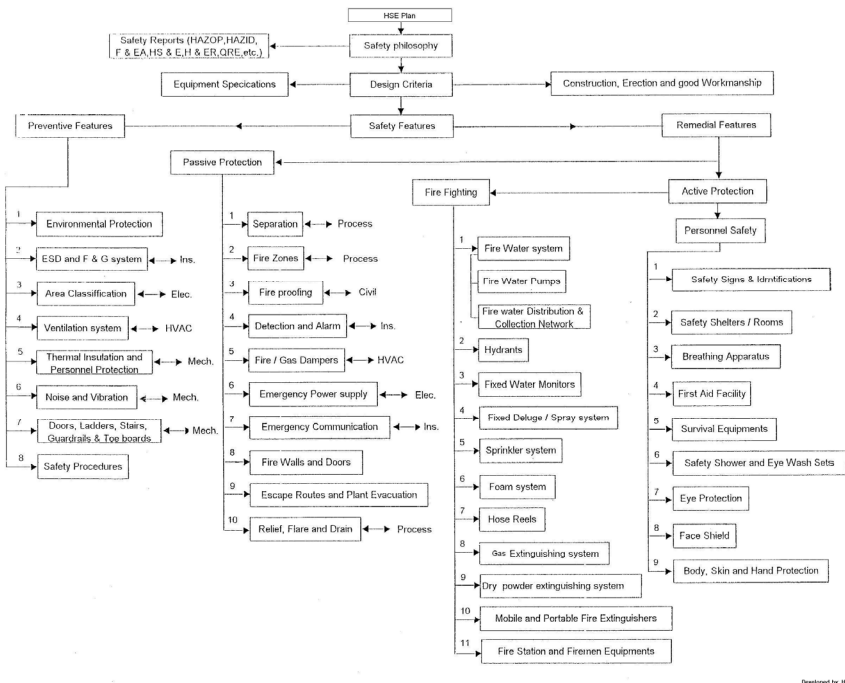 HSE Plan
Safety Reports (HAZOP,HAZID,
F & EA,HS & E,H & ER,QRE,etc.)
Safety philosophy
Equipment Specications
Design Criteria
Construction, Erection and good Workmanship
Preventive Features
Safety Features
Remedial Features
Passive Protection
Fire Fighting
Active Protection
Personnel Safety
1 Environmental Protection
2 ESD and F & G system Ins.
3 Area Classiffication Elec.
4 Ventilation system HVAC
5 Thermal Insulation and
Personnel Protection Mech.
6 Noise and Vibration Mech.
7 Doors, Ladders, Stairs,
Guardrails & Toe boards Mech.
8 Safety Procedures
1 Separation Process
2 Fire Zones Process
3 Fire proofing Civil
4 Detection and Alarm Ins.
5 Fire / Gas Dampers HVAC
6 Emergency Power supply Elec.
7 Emergency Communication Ins.
8 Fire Walls and Doors
9 Escape Routes and Plant Evacuation
10 Relief, Flare and Drain Process
1 Fire Water system
Fire Water Pumps
Fire water Distribution &
Collection Network
2 Hydrants
3 Fixed Water Monitors
4 Fixed Deluge / Spray system
5 Sprinkler system
6 Foam system
7 Hose Reels
8 Gas Extinguishing system
9 Dry powder extinguishing system
10 Mobile and Portable Fire Extinguishers
11 Fire Station and Firemen Equipments
1 Safety Signs & Idmtifications
2 Safety Shelters / Rooms
3 Breathing Apparatus
4 First Aid Facility
5 Survival Equipments
6 Safety Shower and Eye Wash Sets
7 Eye Protection
8 Face Shield
9 Body, Skin and Hand Protection
Developed by: H